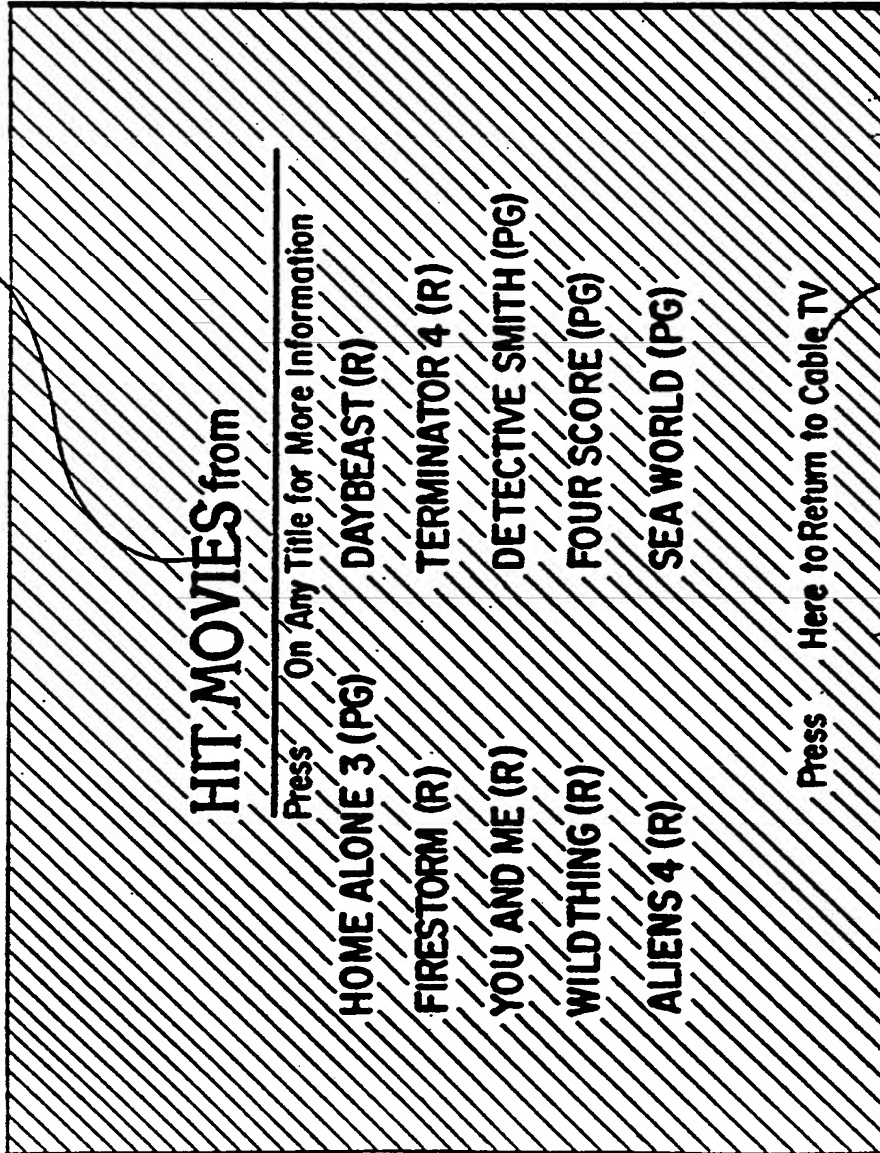 HIT MOVIES from
Press On Any Title for More Information
HOME ALONE 3 (PG) DAYBEAST (R)
FIRESTORM (R) TERMINATOR 4 (R)
YOU AND ME (R) DETECTIVE SMITH (PG)
WILD THING (R) FOUR SCORE (PG)
ALIENS 4 (R) SEA WORLD (PG)
Press Here to Return to Cable TV